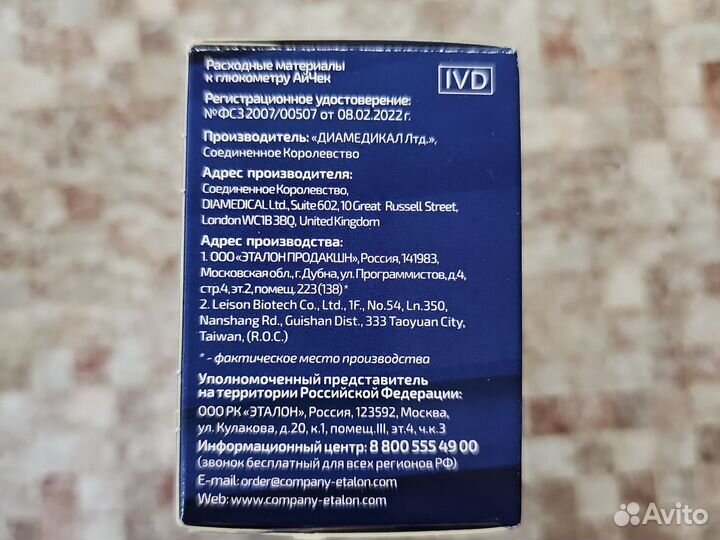 Расходные материалы
к глюкометру АйЧек
IVD
Регистрационное удостоверение:
№ФСЗ 2007/00507 от 08.02.2022 г.
Производитель: «ДИАМЕДИКАЛ Лтд.»,
Соединенное Королевство
Адрес производителя:
Соединенное Королевство,
DIAMEDICAL Ltd., Suite 602, 10 Great Russell Street,
London WC1B 3BQ, United Kingdom
Адрес производства:
1. ООО «ЭТАЛОН ПРОДАКШН», Россия, 141983,
Московская обл., г. Дубна, ул. Программистов, д.4,
стр.4, эт.2, помещ. 223 (138)*
2. Leison Biotech Co., Ltd., 1F., No.54, Ln.350,
Nanshang Rd., Guishan Dist., 333 Taoyuan City,
Taiwan, (R.O.C.)
* - фактическое место производства
Уполномоченный представитель
на территории Российской Федерации:
ООО РК «ЭТАЛОН», Россия, 123592, Москва,
ул. Кулакова, д.20, к.1, помещ.III, эт.4, ч.к.3
Информационный центр: 8 800 555 49 00
(звонок бесплатный для всех регионов РФ)
E-mail: order@company-etalon.com
Web: www.company-etalon.com
Avito